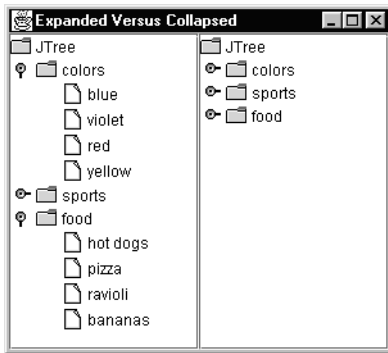 Expanded Versus Collapsed
JTree
colors
blue
violet
red
yellow
sports
food
hot dogs
pizza
ravioli
bananas
JTree
colors
sports
food